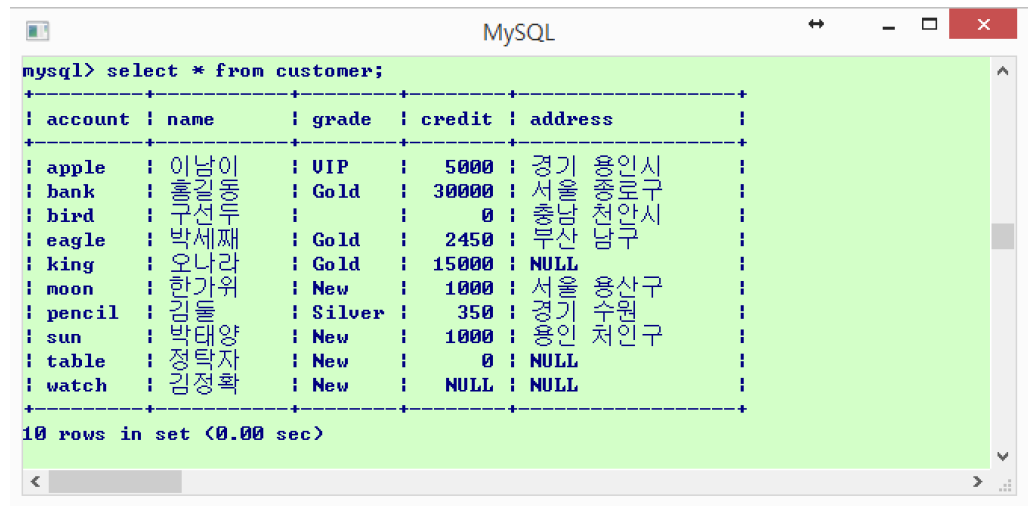 MySQL
mysql> select * from customer;
+---------+------------+--------+--------+------------------+
| account | name | grade | credit | address |
+---------+------------+--------+--------+------------------+
| apple | 이남이 | VIP | 5000 | 경기 용인시 |
| bank | 홍길동 | Gold | 30000 | 서울 종로구 |
| bird | 구선두 | | 0 | 충남 천안시 |
| eagle | 박세째 | Gold | 2450 | 부산 남구 |
| king | 오나라 | Gold | 15000 | NULL |
| moon | 한가위 | New | 1000 | 서울 용산구 |
| pencil | 김둘 | Silver | 350 | 경기 수원 |
| sun | 박태양 | New | 1000 | 용인 처인구 |
| table | 정탁자 | New | 0 | NULL |
| watch | 김정확 | New | NULL | NULL |
+---------+------------+--------+--------+------------------+
10 rows in set (0.00 sec)